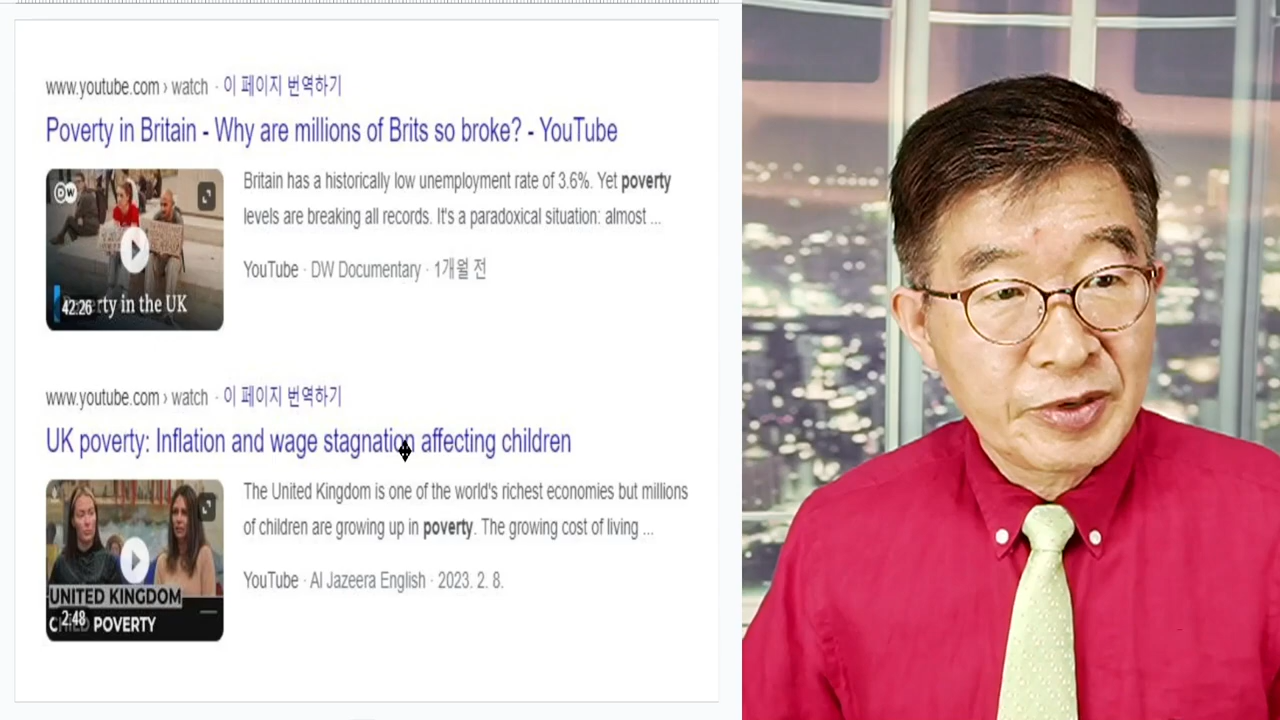 www.youtube.com › watch · 이 페이지 번역하기
Poverty in Britain - Why are millions of Brits so broke? - YouTube
DW
Britain has a historically low unemployment rate of 3.6%. Yet poverty
levels are breaking all records. It's a paradoxical situation: almost ...
YouTube · DW Documentary · 1개월 전
42:26
rty in the UK
www.youtube.com › watch · 이 페이지 번역하기
UK poverty: Inflation and wage stagnation affecting children
The United Kingdom is one of the world's richest economies but millions
of children are growing up in poverty. The growing cost of living ...
YouTube · Al Jazeera English · 2023. 2. 8.
UNITED KINGDOM
2:48
POVERTY